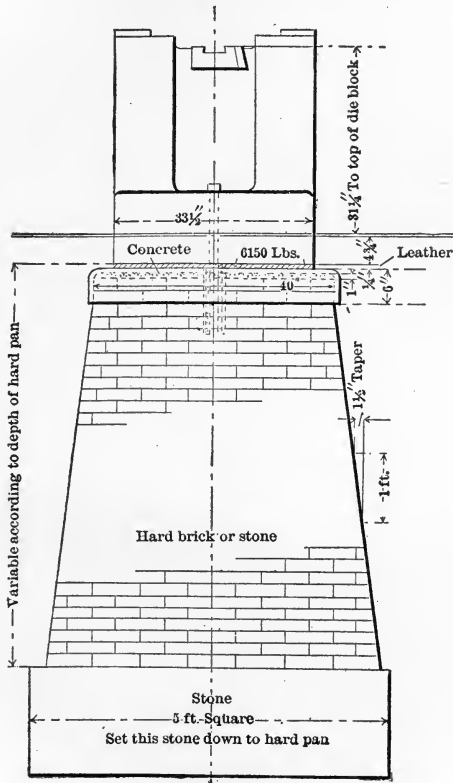 31¼″ To top of die block
33½″
Concrete
6150 Lbs.
4¾″
Leather
40
1″
¼″
6″
1½″ Taper
1 ft.
Variable according to depth of hard pan
Hard brick or stone
Stone
5 ft. Square
Set this stone down to hard pan